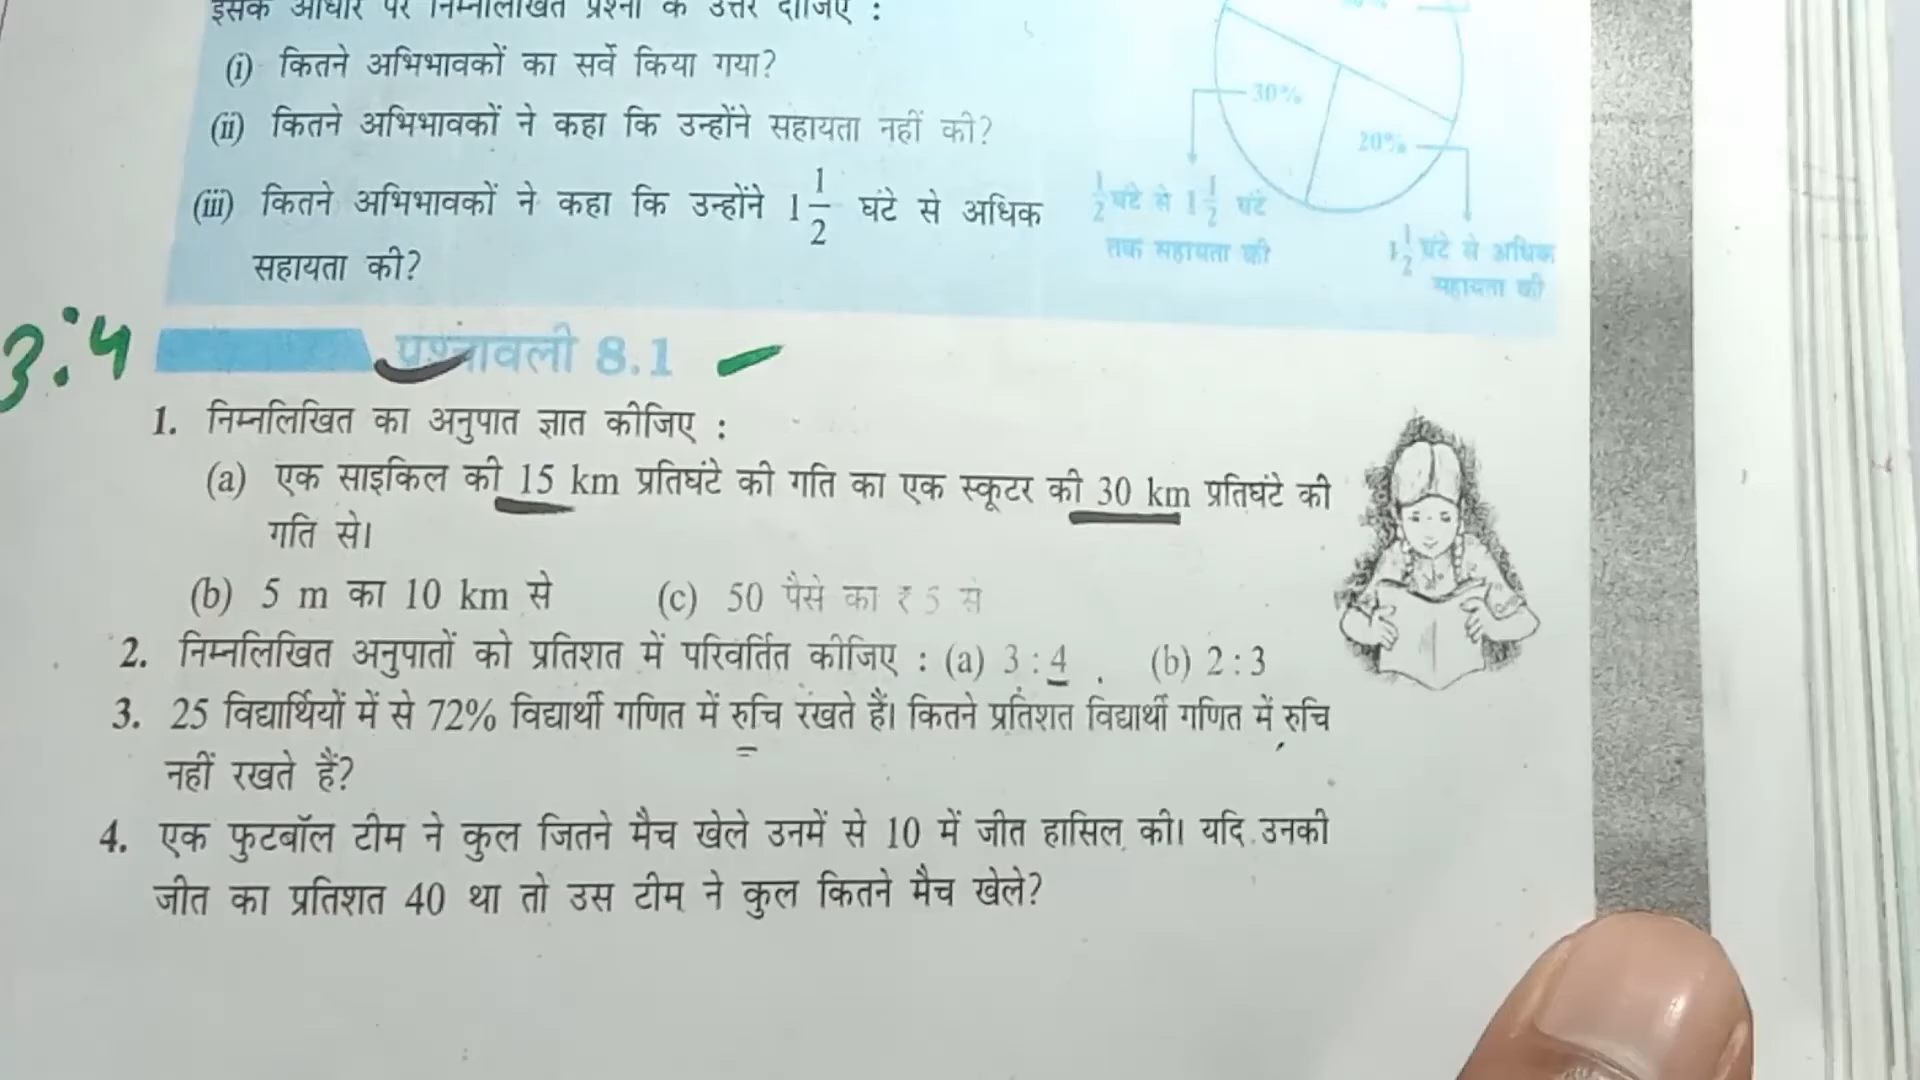 इसके आधार पर निम्नलिखित प्रश्नों के उत्तर दीजिए :
(i) कितने अभिभावकों का सर्वे किया गया?
(ii) कितने अभिभावकों ने कहा कि उन्होंने सहायता नहीं की?
(iii) कितने अभिभावकों ने कहा कि उन्होंने 1 1/2 घंटे से अधिक
सहायता की?
30%
20%
1/2 घंटे से 1 1/2 घंटे
तक सहायता की
1 1/2 घंटे से अधिक
सहायता की
3:4
प्रश्नावली 8.1
1. निम्नलिखित का अनुपात ज्ञात कीजिए :
(a) एक साइकिल की 15 km प्रतिघंटे की गति का एक स्कूटर की 30 km प्रतिघंटे की
गति से।
(b) 5 m का 10 km से (c) 50 पैसे का ₹ 5 से
2. निम्नलिखित अनुपातों को प्रतिशत में परिवर्तित कीजिए : (a) 3 : 4 (b) 2 : 3
3. 25 विद्यार्थियों में से 72% विद्यार्थी गणित में रुचि रखते हैं। कितने प्रतिशत विद्यार्थी गणित में रुचि
नहीं रखते हैं?
4. एक फुटबॉल टीम ने कुल जितने मैच खेले उनमें से 10 में जीत हासिल की। यदि उनकी
जीत का प्रतिशत 40 था तो उस टीम ने कुल कितने मैच खेले?